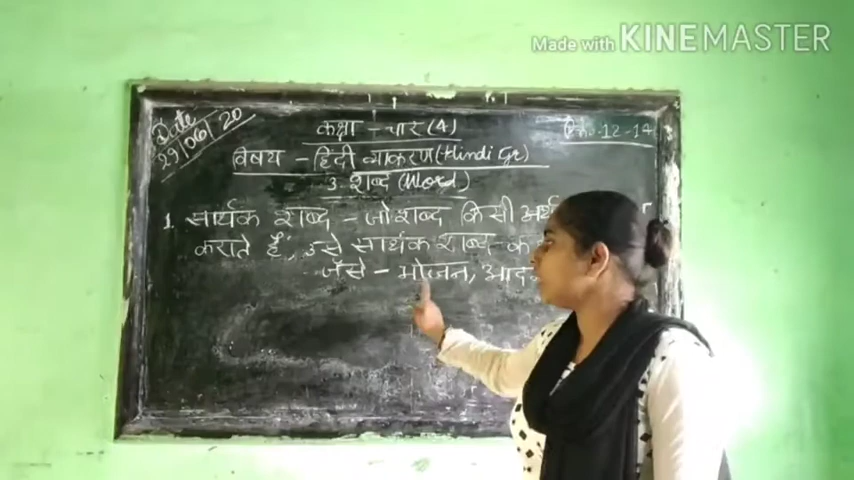 Made with KINEMASTER
Date
29/06/20
कक्षा - चार (4)
P.No.-12-14
विषय - हिंदी व्याकरण (Hindi Gr)
3. शब्द (Word)
1. सार्थक शब्द - जो शब्द किसी अर्थ
कराते हैं, उसे सार्थक शब्द
जैसे - भोजन,